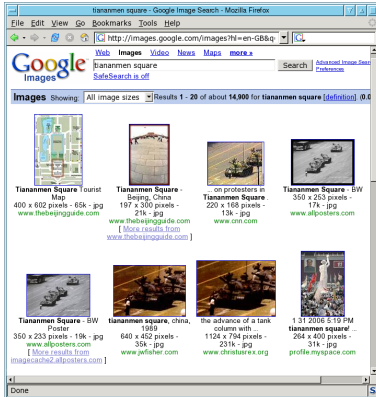 tiananmen square - Google Image Search - Mozilla Firefox
File Edit View Go Bookmarks Tools Help
http://images.google.com/images?hl=en-GB&q=
G
Web Images Video News Maps more »
Google
Images
tiananmen square
Search
Advanced Image Sear
Preferences
SafeSearch is off
Images Showing: All image sizes Results 1 - 20 of about 14,900 for tiananmen square [definition]. (0.0
Tiananmen Square Tourist
Map
400 x 602 pixels - 65k - jpg
www.thebeijingguide.com
Tiananmen Square -
Beijing, China
197 x 300 pixels -
21k - jpg
www.thebeijingguide.com
[ More results from
www.thebeijingguide.com ]
... on protesters in
Tiananmen Square .
220 x 168 pixels -
13k - jpg
www.cnn.com
Tiananmen Square - BW
350 x 253 pixels -
17k - jpg
www.allposters.com
Tiananmen Square - BW
Poster
350 x 233 pixels - 19k - jpg
www.allposters.com
[ More results from
imagecache2.allposters.com ]
tiananmen square, china,
1989
640 x 452 pixels -
35k - jpg
www.jwfisher.com
the advance of a tank
column with ...
1124 x 794 pixels -
231k - jpg
www.christusrex.org
1 31 2006 5:19 PM
tiananmen square! ...
264 x 400 pixels -
31k - jpg
profile.myspace.com
Done